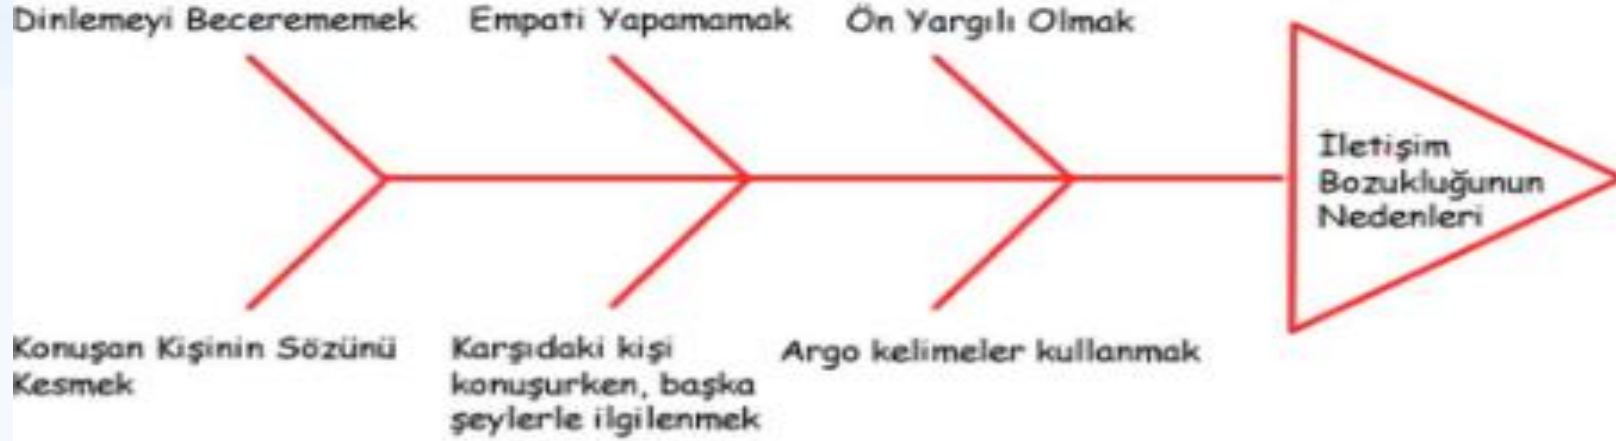 Dinlemeyi Beceremememek
Empati Yapamamak
Ön Yargılı Olmak
İletişim
Bozukluğunun
Nedenleri
Konuşan Kişinin Sözünü
Kesmek
Karşıdaki kişi
konuşurken, başka
şeylerle ilgilenmek
Argo kelimeler kullanmak